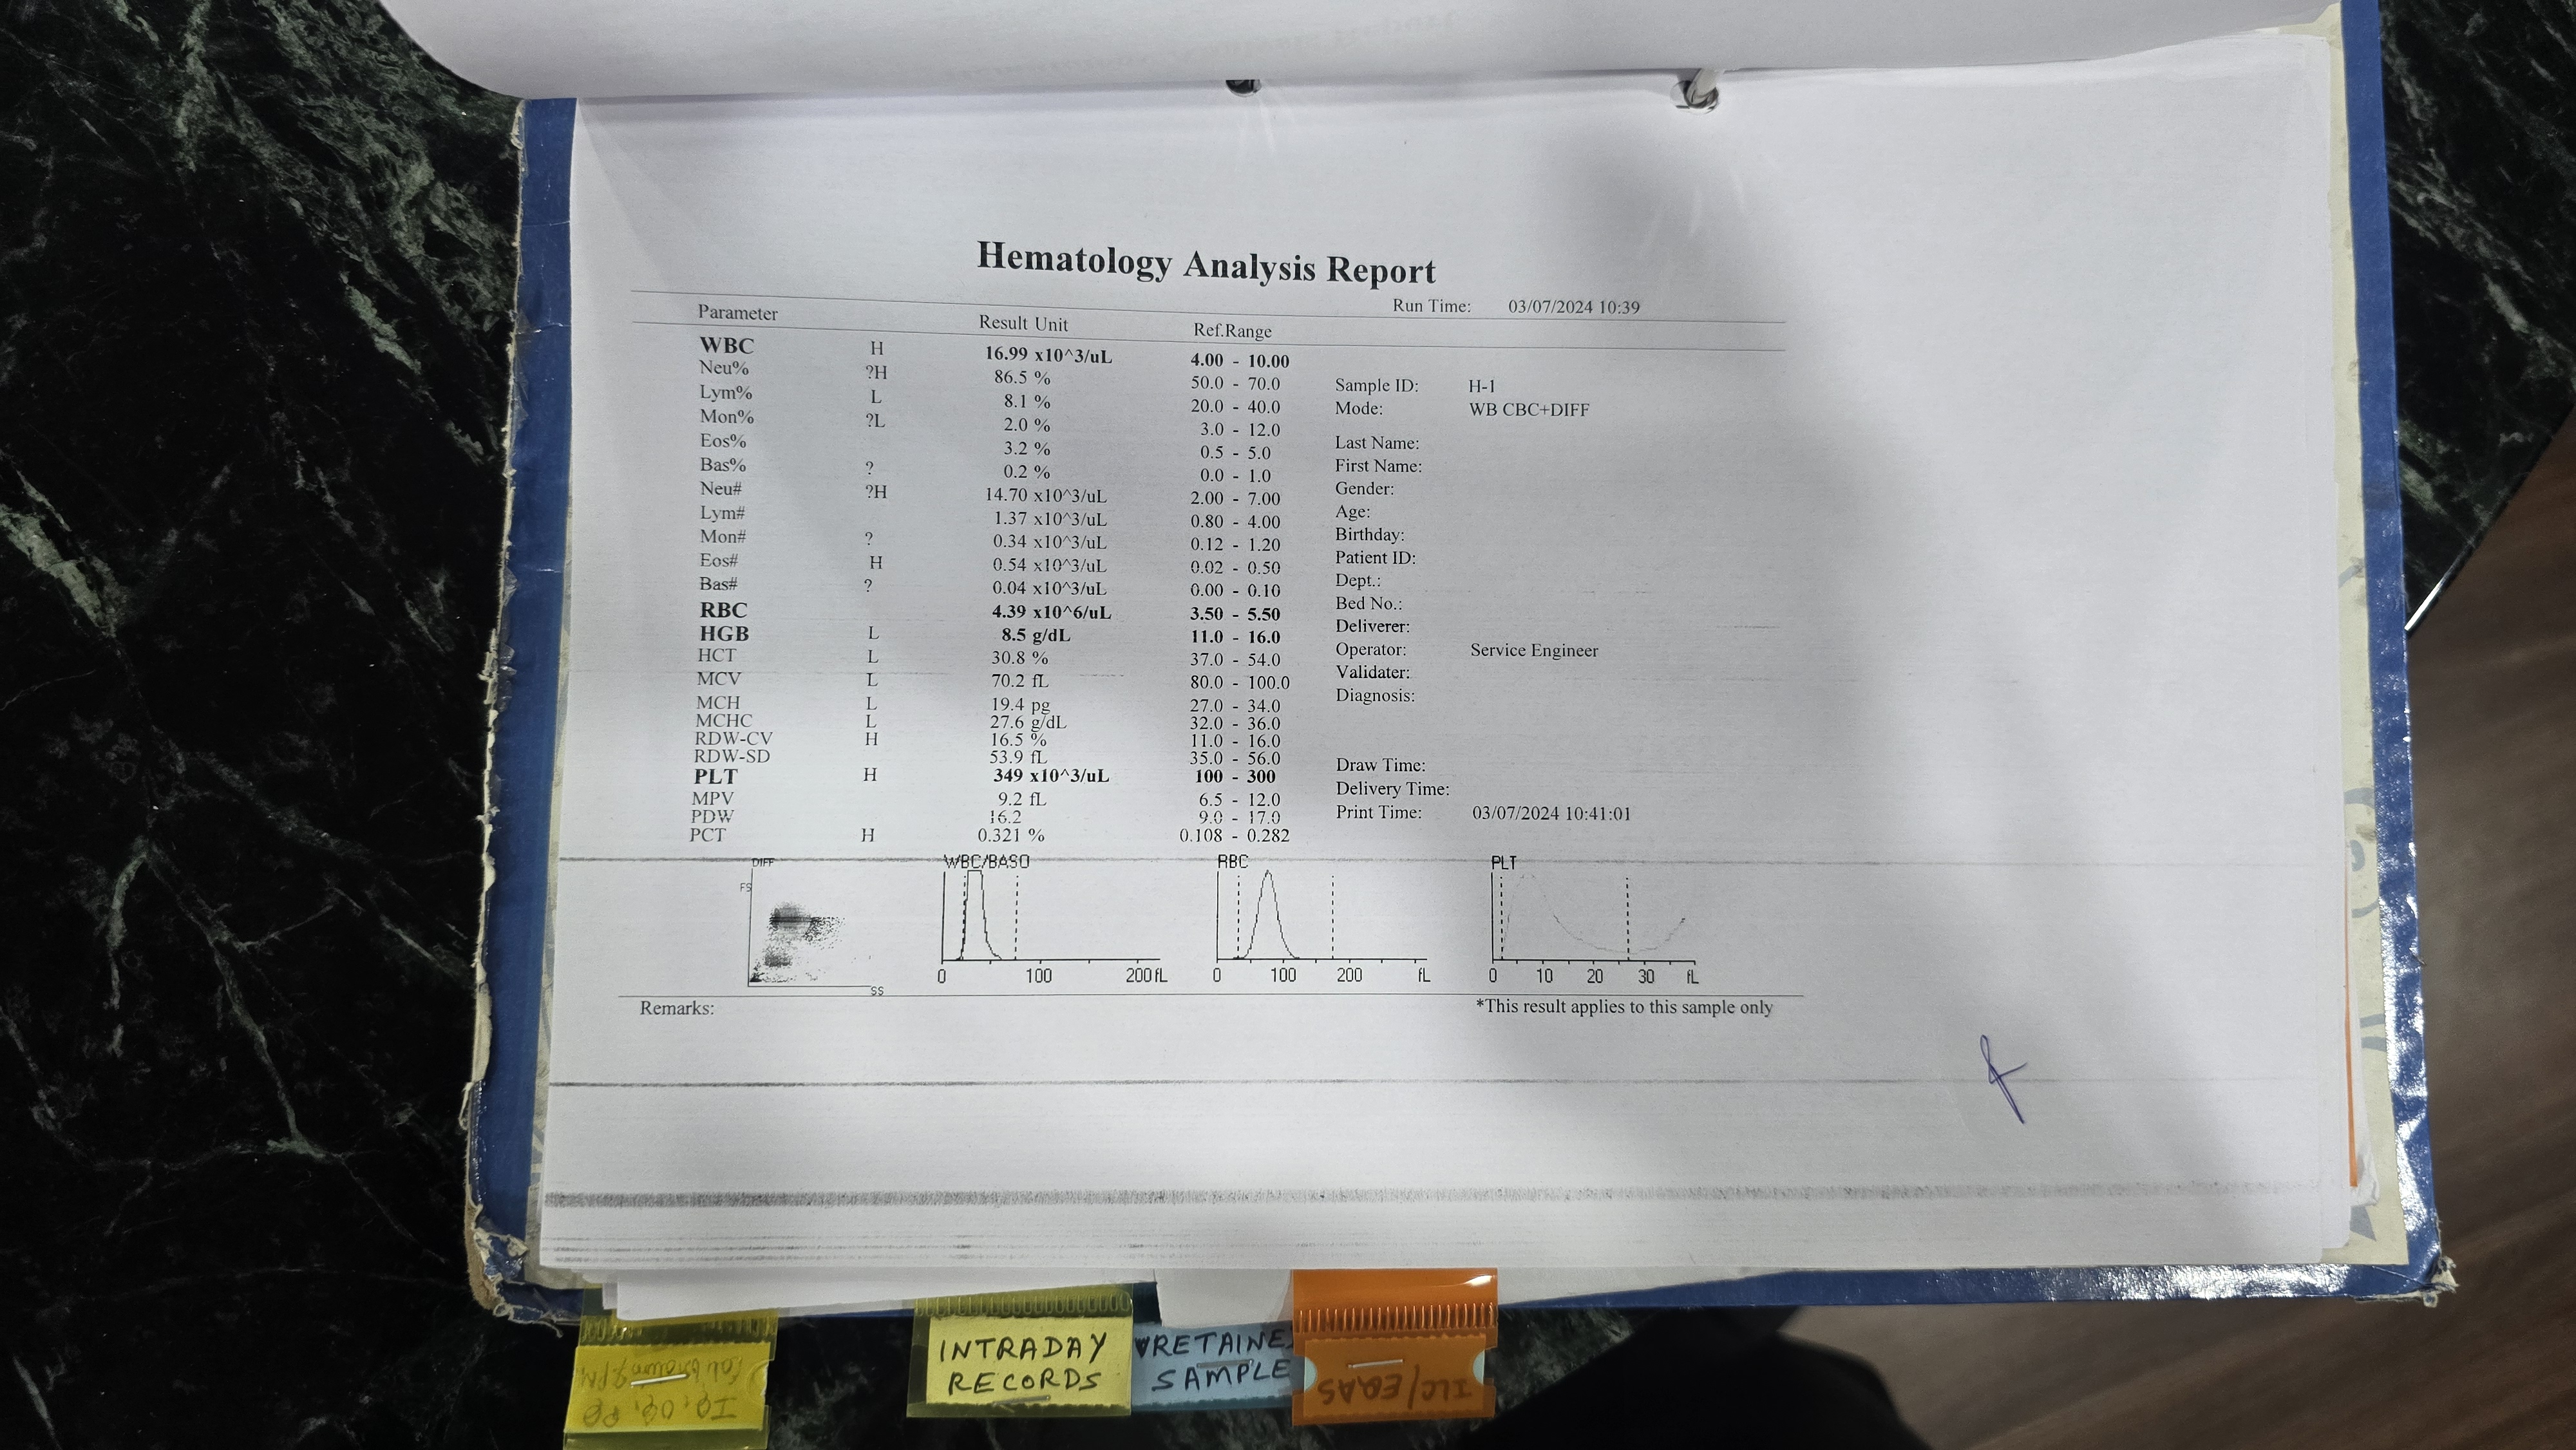 Hematology Analysis Report
Run Time: 03/07/2024 10:39
Parameter Result Unit Ref.Range
WBC H 16.99 x10^3/uL 4.00 - 10.00
Neu% ?H 86.5 % 50.0 - 70.0 Sample ID: H-1
Lym% L 8.1 % 20.0 - 40.0 Mode: WB CBC+DIFF
Mon% ?L 2.0 % 3.0 - 12.0
Eos% 3.2 % 0.5 - 5.0 Last Name:
Bas% ? 0.2 % 0.0 - 1.0 First Name:
Neu# ?H 14.70 x10^3/uL 2.00 - 7.00 Gender:
Lym# 1.37 x10^3/uL 0.80 - 4.00 Age:
Mon# ? 0.34 x10^3/uL 0.12 - 1.20 Birthday:
Eos# H 0.54 x10^3/uL 0.02 - 0.50 Patient ID:
Bas# ? 0.04 x10^3/uL 0.00 - 0.10 Dept.:
RBC 4.39 x10^6/uL 3.50 - 5.50 Bed No.:
HGB L 8.5 g/dL 11.0 - 16.0 Deliverer:
HCT L 30.8 % 37.0 - 54.0 Operator: Service Engineer
MCV L 70.2 fL 80.0 - 100.0 Validater:
MCH L 19.4 pg 27.0 - 34.0 Diagnosis:
MCHC L 27.6 g/dL 32.0 - 36.0
RDW-CV H 16.5 % 11.0 - 16.0
RDW-SD 53.9 fL 35.0 - 56.0
PLT H 349 x10^3/uL 100 - 300 Draw Time:
MPV 9.2 fL 6.5 - 12.0 Delivery Time:
PDW 16.2 9.0 - 17.0 Print Time: 03/07/2024 10:41:01
PCT H 0.321 % 0.108 - 0.282
DIFF WBC/BASO RBC PLT
FS
SS
0 100 200 fL 0 100 200 fL 0 10 20 30 fL
Remarks: *This result applies to this sample only
INTRADAY
RECORDS
RETAINE
SAMPLE
ILC/EQAS